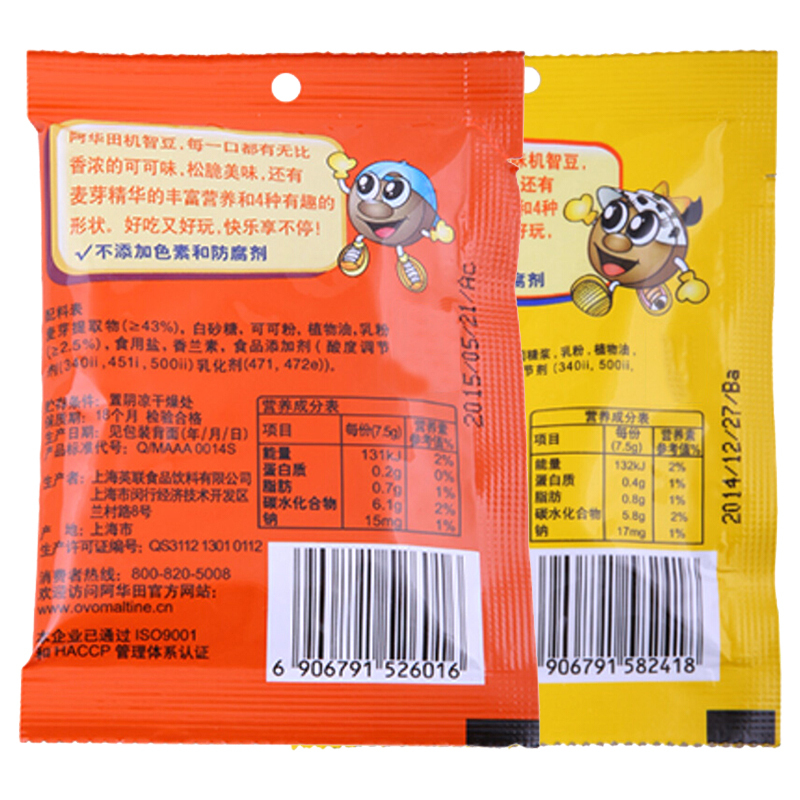 阿华田机智豆，每一口都有无比
香浓的可可味，松脆美味，还有
麦芽精华的丰富营养和4种有趣的
形状。好吃又好玩，快乐享不停！
✓不添加色素和防腐剂
配料表
麦芽提取物(≥43%)，白砂糖，可可粉，植物油，乳粉
(≥2.5%)，食用盐，香兰素，食品添加剂(酸度调节
剂(340ii, 451i, 500ii) 乳化剂(471, 472e))。
贮存条件：置阴凉干燥处
保质期：18个月 检验合格
生产日期：见包装背面(年/月/日)
产品标准代号：Q/MAAA 0014S
生产者：上海英联食品饮料有限公司
上海市闵行经济技术开发区
兰村路8号
产 地：上海市
生产许可证编号：QS3112 1301 0112
消费者热线：800-820-5008
欢迎访问阿华田官方网站：
www.ovomaltine.cn
本企业已通过 ISO9001
和 HACCP 管理体系认证
营养成分表
项目 每份(7.5g) 营养素参考值%
能量 131kJ 2%
蛋白质 0.2g 0%
脂肪 0.7g 1%
碳水化合物 6.1g 2%
钠 15mg 1%
2015/05/21/Ac
6 906791 526016
味机智豆，
还有
和4种
好玩，
腐剂
糖浆，乳粉，植物油，
节剂 (340ii, 500ii,
营养成分表
项目 每份(7.5g) 营养素参考值%
能量 132kJ 2%
蛋白质 0.4g 1%
脂肪 0.8g 1%
碳水化合物 5.8g 2%
钠 17mg 1%
2014/12/27/Ba
906791 582418